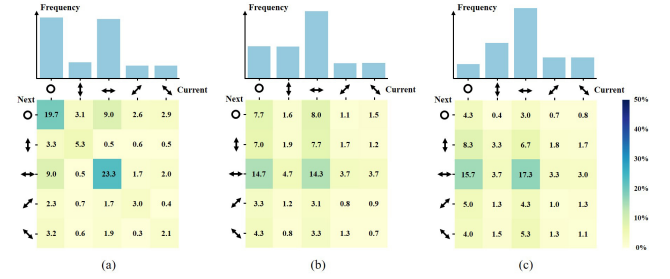 Frequency
Frequency
Frequency
Current
Current
Current
Next
Next
Next
19.7 3.1 9.0 2.6 2.9
3.3 5.3 0.5 0.6 0.5
9.0 0.5 23.3 1.7 2.0
2.3 0.7 1.7 3.0 0.4
3.2 0.6 1.9 0.3 2.1
7.7 1.6 8.0 1.1 1.5
7.0 1.9 7.7 1.7 1.2
14.7 4.7 14.3 3.7 3.7
3.3 1.2 3.1 0.8 0.9
4.3 0.8 3.3 1.3 0.7
4.3 0.4 3.0 0.7 0.8
8.3 3.3 6.7 1.8 1.7
15.7 3.7 17.3 3.3 3.0
5.0 1.3 4.3 1.0 1.3
4.0 1.5 5.3 1.3 1.1
50%
40%
30%
20%
10%
0%
(a)
(b)
(c)